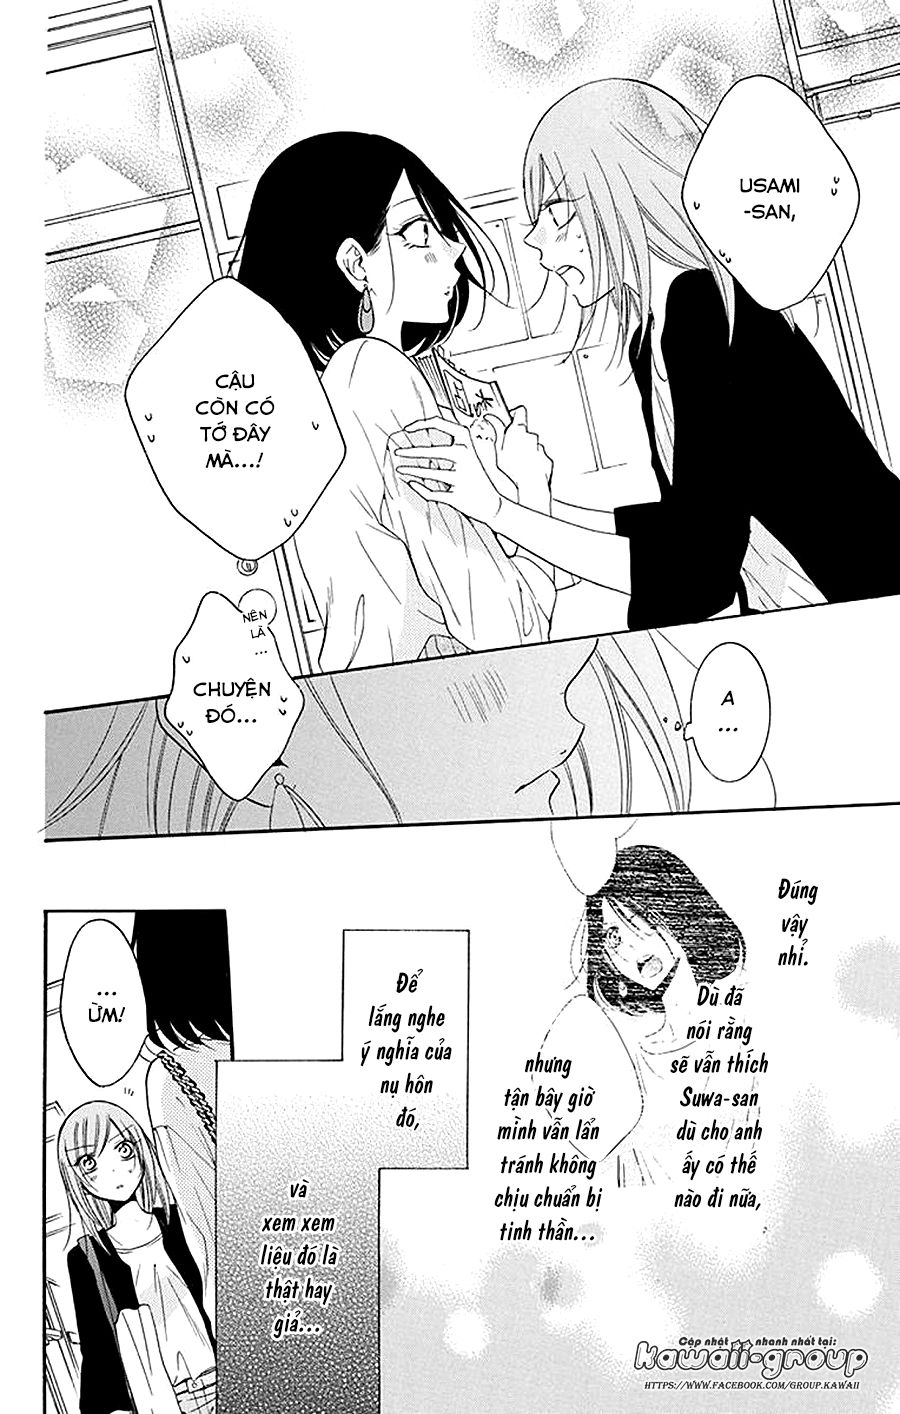 USAMI
-SAN,
CẬU
CÒN CÓ
TỚ ĐÂY
MÀ...!
NÊN
LÀ
...
CHUYỆN
ĐÓ...
A
...
Đúng
vậy
nhỉ.
Dù đã
nói rằng
sẽ vẫn thích
Suwa-san
dù cho anh
ấy có thế
nào đi nữa,
nhưng
tận bây giờ
mình vẫn lẩn
tránh không
chịu chuẩn bị
tinh thần...
Để
lắng nghe
ý nghĩa của
nụ hôn
đó,
và
xem xem
liệu đó là
thật hay
giả...
...
ỪM!
Cập nhật nhanh nhất tại:
kawaii-group
HTTPS://WWW.FACEBOOK.COM/GROUP.KAWAII